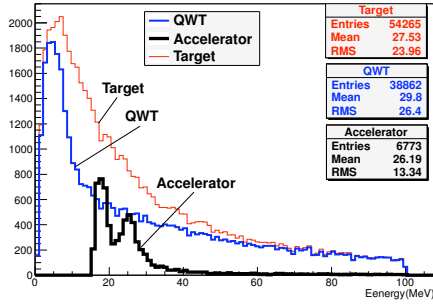 QWT
Accelerator
Target
Target
Entries 54265
Mean 27.53
RMS 23.96
QWT
Entries 38862
Mean 29.8
RMS 26.4
Accelerator
Entries 6773
Mean 26.19
RMS 13.34
Target
QWT
Accelerator
2000
1800
1600
1400
1200
1000
800
600
400
200
0
0 20 40 60 80 100
Eenergy(MeV)